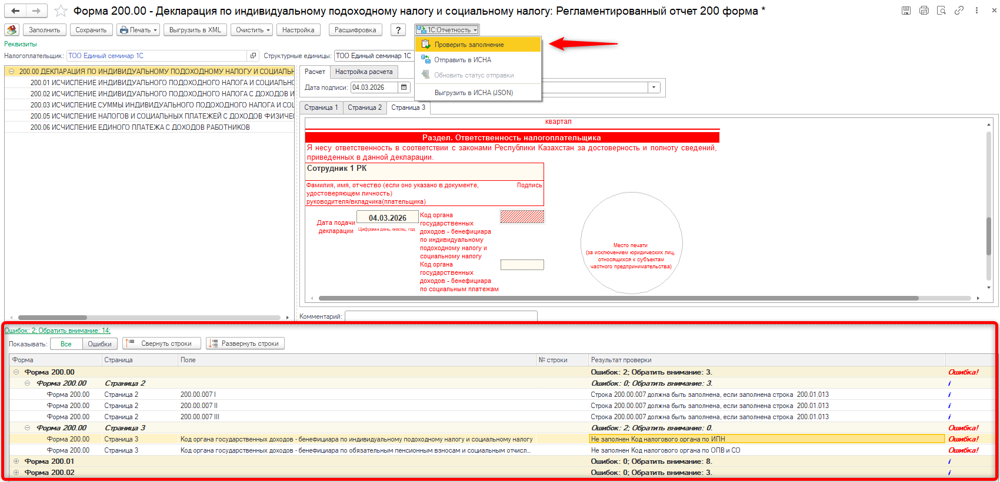 Форма 200.00 - Декларация по индивидуальному подоходному налогу и социальному налогу: Регламентированный отчет 200 форма *
Заполнить
Сохранить
Печать
Выгрузить в XML
Очистить
Настройка
Расшифровка
?
1С:Отчетность
Реквизиты
Проверить заполнение
Отправить в ИСНА
Обновить статус отправки
Выгрузить в ИСНА (JSON)
Налогоплательщик: ТОО Единый семинар 1С
Структурные единицы: ТОО Единый семинар 1С
200.00 ДЕКЛАРАЦИЯ ПО ИНДИВИДУАЛЬНОМУ ПОДОХОДНОМУ НАЛОГУ И СОЦИАЛЬН
200.01 ИСЧИСЛЕНИЕ ИНДИВИДУАЛЬНОГО ПОДОХОДНОГО НАЛОГА И СОЦИАЛЬНО
200.02 ИСЧИСЛЕНИЕ ИНДИВИДУАЛЬНОГО ПОДОХОДНОГО НАЛОГА С ДОХОДОВ И
200.03 ИСЧИСЛЕНИЕ СУММЫ ИНДИВИДУАЛЬНОГО ПОДОХОДНОГО НАЛОГА И СОЦ
200.05 ИСЧИСЛЕНИЕ НАЛОГОВ И СОЦИАЛЬНЫХ ПЛАТЕЖЕЙ С ДОХОДОВ ФИЗИЧЕС
200.06 ИСЧИСЛЕНИЕ ЕДИНОГО ПЛАТЕЖА С ДОХОДОВ РАБОТНИКОВ
Расчет
Настройка расчета
Дата подписи: 04.03.2026
Страница 1
Страница 2
Страница 3
квартал
Раздел. Ответственность налогоплательщика
Я несу ответственность в соответствии с законами Республики Казахстан за достоверность и полноту сведений,
приведенных в данной декларации.
Сотрудник 1 РК
Фамилия, имя, отчество (если оно указано в документе,
удостоверяющем личность)
руководителя/вкладчика(плательщика)
Подпись
Дата подачи
декларации
04.03.2026
Цифрами день, месяц, год
Код органа
государственных
доходов - бенефициара
по индивидуальному
подоходному налогу и
социальному налогу
Код органа
государственных
доходов - бенефициара
по социальным платежам
Место печати
(за исключением юридических лиц,
относящихся к субъектам
частного предпринимательства)
Комментарий:
Ошибок: 2; Обратить внимание: 14;
Показывать: Все Ошибки Свернуть строки Развернуть строки
Форма Страница Поле № строки Результат проверки
Форма 200.00 Ошибок: 2; Обратить внимание: 3. Ошибка!
Форма 200.00 Страница 2 Ошибок: 0; Обратить внимание: 3. i
Форма 200.00 Страница 2 200.00.007 I Строка 200.00.007 должна быть заполнена, если заполнена строка 200.01.013 i
Форма 200.00 Страница 2 200.00.007 II Строка 200.00.007 должна быть заполнена, если заполнена строка 200.01.013 i
Форма 200.00 Страница 2 200.00.007 III Строка 200.00.007 должна быть заполнена, если заполнена строка 200.01.013 i
Форма 200.00 Страница 3 Ошибок: 2; Обратить внимание: 0. Ошибка!
Форма 200.00 Страница 3 Код органа государственных доходов - бенефициара по индивидуальному подоходному налогу и социальному налогу Не заполнен Код налогового органа по ИПН Ошибка!
Форма 200.00 Страница 3 Код органа государственных доходов - бенефициара по обязательным пенсионным взносам и социальным отчисл... Не заполнен Код налогового органа по ОПВ и СО Ошибка!
Форма 200.01 Ошибок: 0; Обратить внимание: 8. i
Форма 200.02 Ошибок: 0; Обратить внимание: 3. i